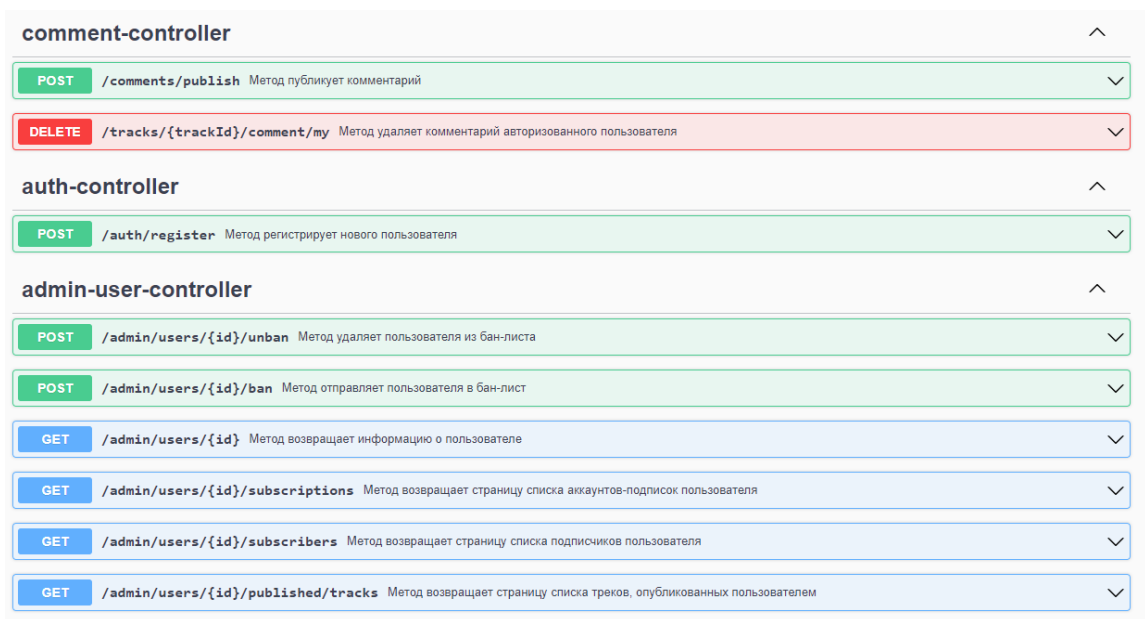 comment-controller
POST /comments/publish Метод публикует комментарий
DELETE /tracks/{trackId}/comment/my Метод удаляет комментарий авторизованного пользователя
auth-controller
POST /auth/register Метод регистрирует нового пользователя
admin-user-controller
POST /admin/users/{id}/unban Метод удаляет пользователя из бан-листа
POST /admin/users/{id}/ban Метод отправляет пользователя в бан-лист
GET /admin/users/{id} Метод возвращает информацию о пользователе
GET /admin/users/{id}/subscriptions Метод возвращает страницу списка аккаунтов-подписок пользователя
GET /admin/users/{id}/subscribers Метод возвращает страницу списка подписчиков пользователя
GET /admin/users/{id}/published/tracks Метод возвращает страницу списка треков, опубликованных пользователем